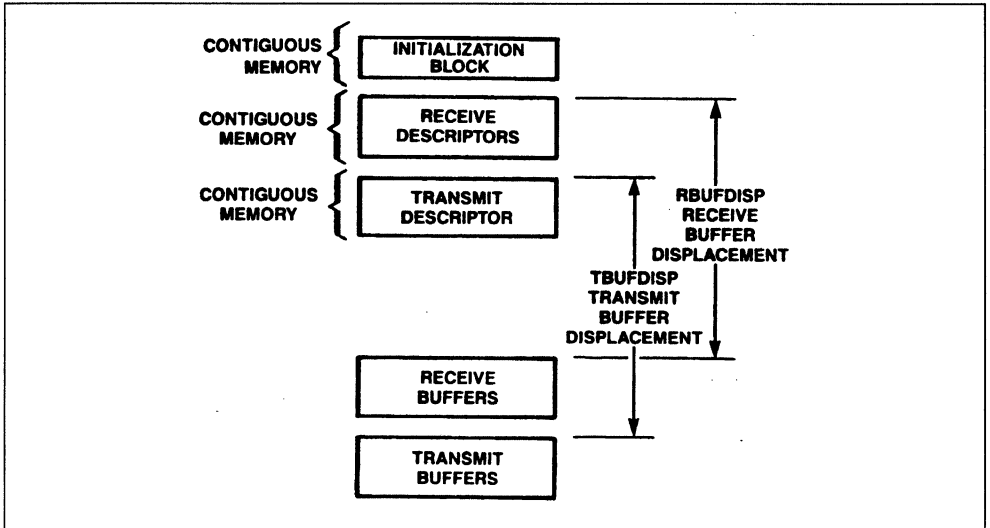 CONTIGUOUS
MEMORY
INITIALIZATION
BLOCK
CONTIGUOUS
MEMORY
RECEIVE
DESCRIPTORS
CONTIGUOUS
MEMORY
TRANSMIT
DESCRIPTOR
RBUFDISP
RECEIVE
BUFFER
DISPLACEMENT
TBUFDISP
TRANSMIT
BUFFER
DISPLACEMENT
RECEIVE
BUFFERS
TRANSMIT
BUFFERS